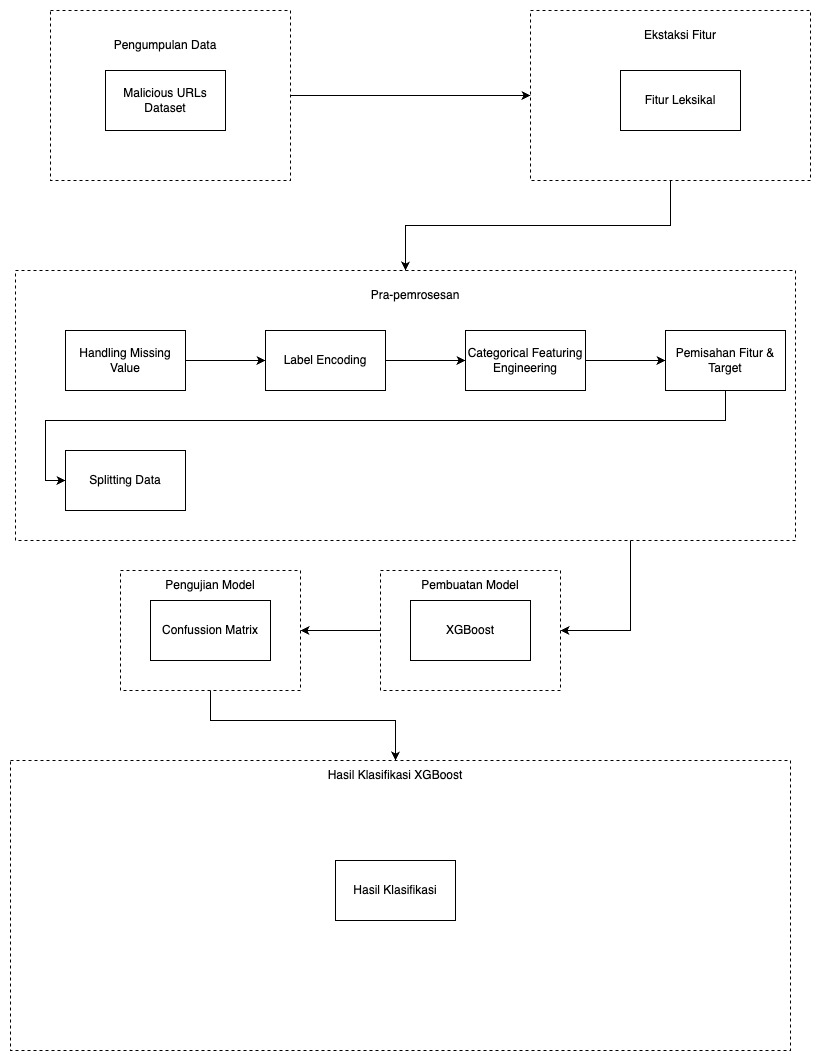 Pengumpulan Data
Malicious URLs
Dataset
Ekstaksi Fitur
Fitur Leksikal
Pra-pemrosesan
Handling Missing
Value
Label Encoding
Categorical Featuring
Engineering
Pemisahan Fitur &
Target
Splitting Data
Pengujian Model
Confussion Matrix
Pembuatan Model
XGBoost
Hasil Klasifikasi XGBoost
Hasil Klasifikasi